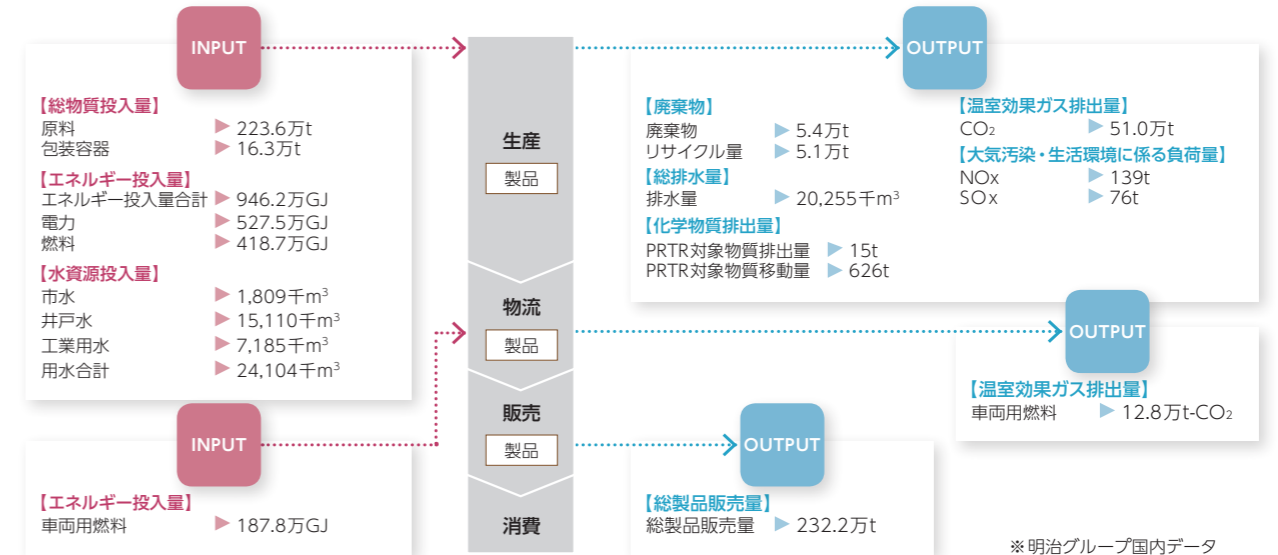 INPUT
【総物質投入量】
原料 ▶ 223.6万t
包装容器 ▶ 16.3万t
【エネルギー投入量】
エネルギー投入量合計 ▶ 946.2万GJ
電力 ▶ 527.5万GJ
燃料 ▶ 418.7万GJ
【水資源投入量】
市水 ▶ 1,809千m³
井戸水 ▶ 15,110千m³
工業用水 ▶ 7,185千m³
用水合計 ▶ 24,104千m³
INPUT
【エネルギー投入量】
車両用燃料 ▶ 187.8万GJ
生産
製品
物流
製品
販売
製品
消費
OUTPUT
【廃棄物】
廃棄物 ▶ 5.4万t
リサイクル量 ▶ 5.1万t
【総排水量】
排水量 ▶ 20,255千m³
【化学物質排出量】
PRTR対象物質排出量 ▶ 15t
PRTR対象物質移動量 ▶ 626t
【温室効果ガス排出量】
CO₂ ▶ 51.0万t
【大気汚染・生活環境に係る負荷量】
NOx ▶ 139t
SOx ▶ 76t
OUTPUT
【温室効果ガス排出量】
車両用燃料 ▶ 12.8万t-CO₂
OUTPUT
【総製品販売量】
総製品販売量 ▶ 232.2万t
※明治グループ国内データ